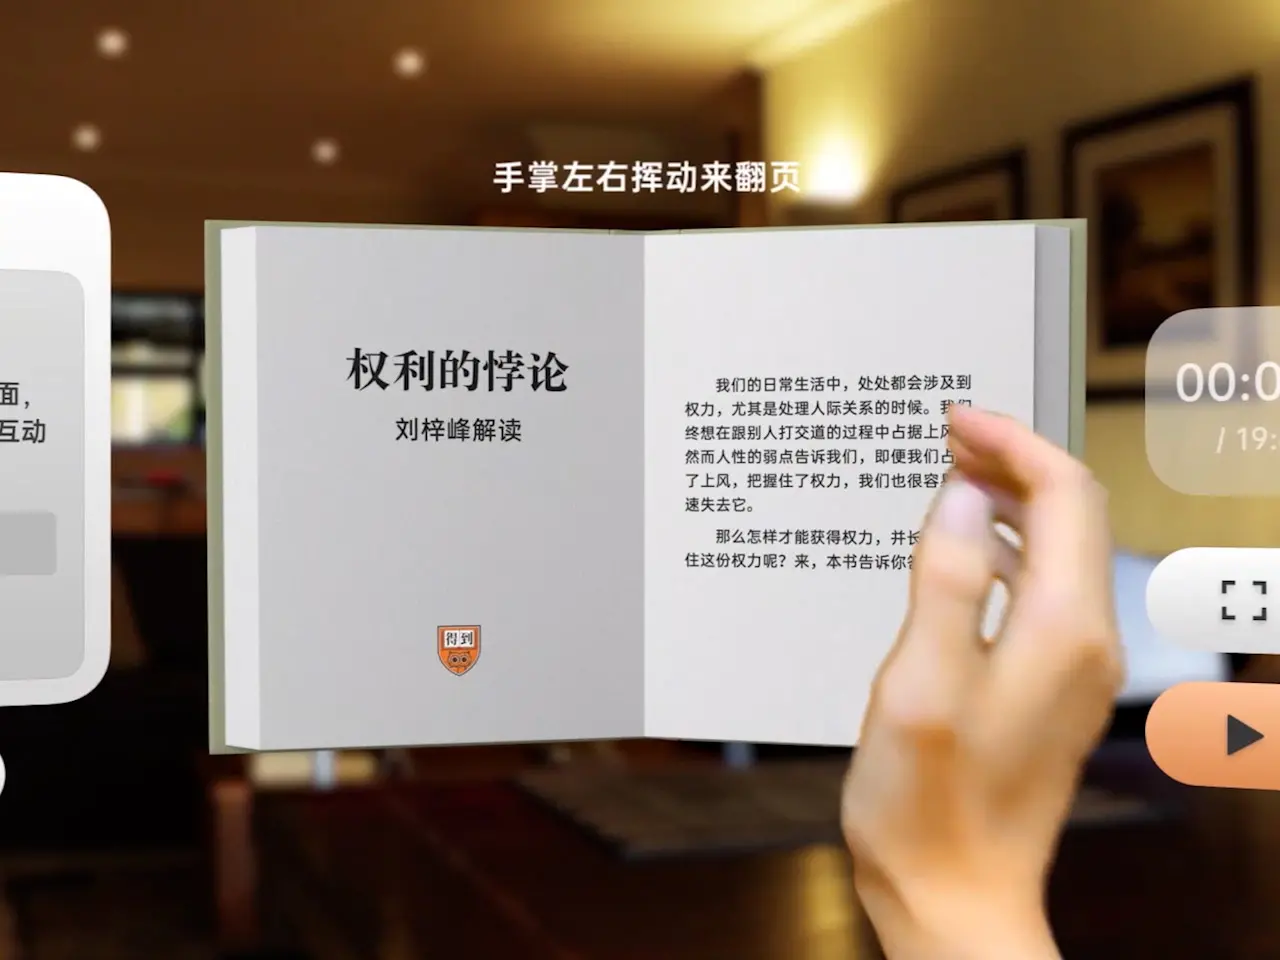 手掌左右挥动来翻页
面，
互动
权利的悖论
刘梓峰解读
得到
我们的日常生活中，处处都会涉及到
权力，尤其是处理人际关系的时候。我们
终想在跟别人打交道的过程中占据上风
然而人性的弱点告诉我们，即便我们占
了上风，把握住了权力，我们也很容易
速失去它。
那么怎样才能获得权力，并长
住这份权力呢？来，本书告诉你答
00:0
/ 19: